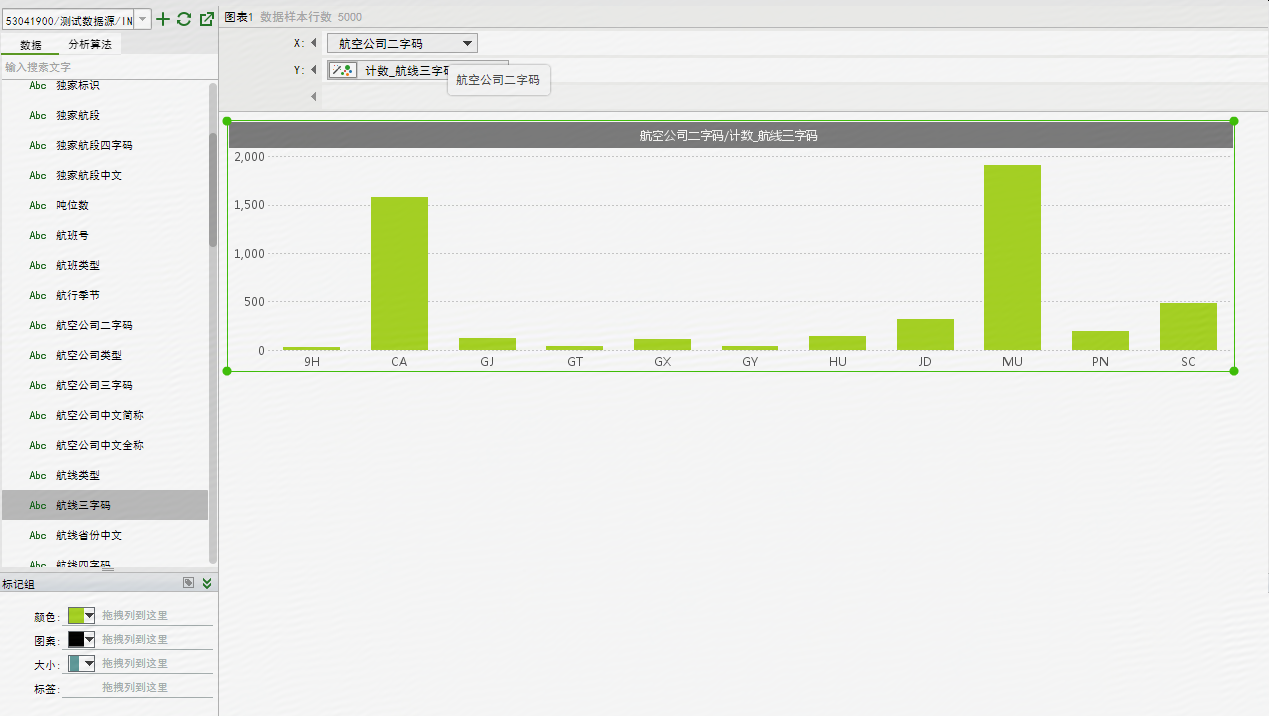 53041900/测试数据源/IN
图表1 数据样本行数 5000
数据 分析算法
输入搜索文字
Abc 独家标识
Abc 独家航段
Abc 独家航段四字码
Abc 独家航段中文
Abc 吨位数
Abc 航班号
Abc 航班类型
Abc 航行季节
Abc 航空公司二字码
Abc 航空公司类型
Abc 航空公司三字码
Abc 航空公司中文简称
Abc 航空公司中文全称
Abc 航线类型
Abc 航线三字码
Abc 航线省份中文
Abc 航线四字码
标记组
颜色: 拖拽列到这里
图案: 拖拽列到这里
大小: 拖拽列到这里
标签: 拖拽列到这里
X: 航空公司二字码
Y: 计数_航线三字
航空公司二字码
航空公司二字码/计数_航线三字码
2,000
1,500
1,000
500
0
9H CA GJ GT GX GY HU JD MU PN SC